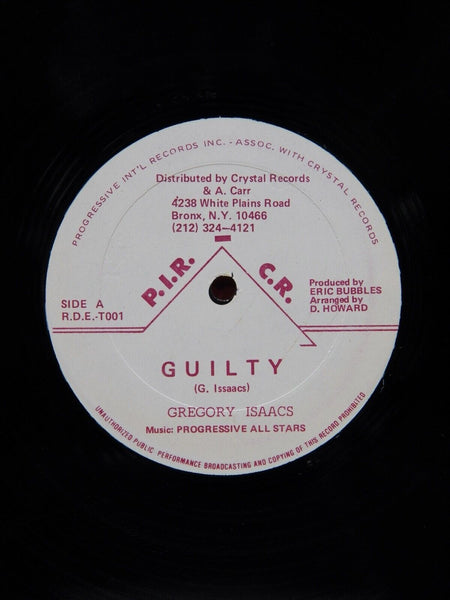 PROGRESSIVE INT'L RECORDS INC. - ASSOC. WITH CRYSTAL RECORDS
Distributed by Crystal Records
& A. Carr
4238 White Plains Road
Bronx, N.Y. 10466
(212) 324-4121
P.I.R.
C.R.
SIDE A
R.D.E.-T001
Produced by
ERIC BUBBLES
Arranged by
D. HOWARD
GUILTY
(G. Issaacs)
GREGORY ISAACS
Music: PROGRESSIVE ALL STARS
UNAUTHORIZED PUBLIC PERFORMANCE BROADCASTING AND COPYING OF THIS RECORD PROHIBITED